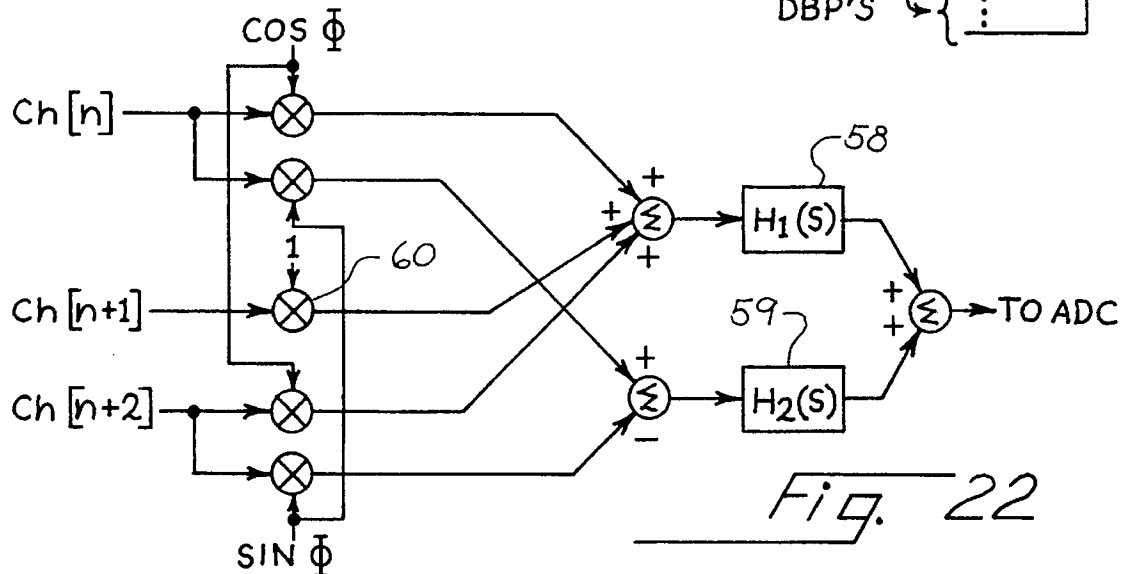 DBP'S
COS Φ
Ch [n]
58
+
+
+
Σ
H1(S)
1
60
Ch [n+1]
59
+
+
Σ
TO ADC
+
Σ
-
H2(S)
Ch [n+2]
SIN Φ
Fig. 22